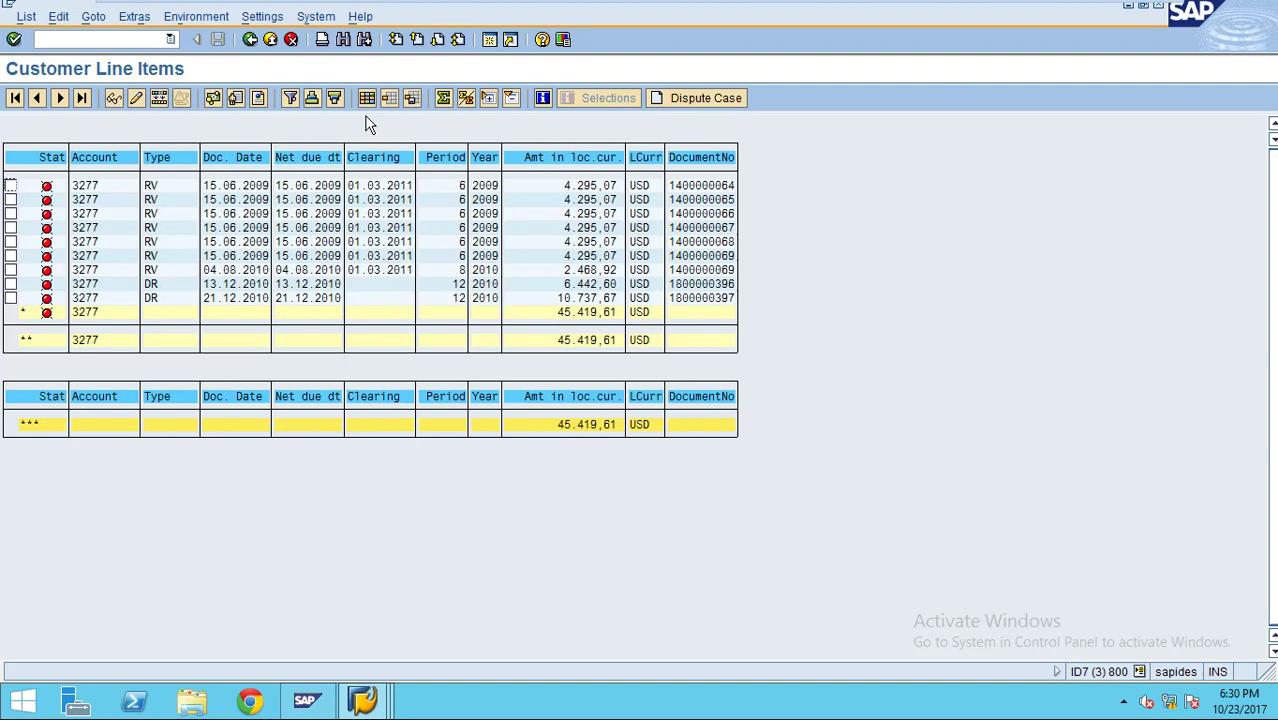 List Edit Goto Extras Environment Settings System Help
SAP
Customer Line Items
Selections Dispute Case
Stat Account Type Doc. Date Net due dt Clearing Period Year Amt in loc.cur. LCurr DocumentNo
3277 RV 15.06.2009 15.06.2009 01.03.2011 6 2009 4.295,07 USD 1400000064
3277 RV 15.06.2009 15.06.2009 01.03.2011 6 2009 4.295,07 USD 1400000065
3277 RV 15.06.2009 15.06.2009 01.03.2011 6 2009 4.295,07 USD 1400000066
3277 RV 15.06.2009 15.06.2009 01.03.2011 6 2009 4.295,07 USD 1400000067
3277 RV 15.06.2009 15.06.2009 01.03.2011 6 2009 4.295,07 USD 1400000068
3277 RV 15.06.2009 15.06.2009 01.03.2011 6 2009 4.295,07 USD 1400000069
3277 RV 04.08.2010 04.08.2010 01.03.2011 8 2010 2.468,92 USD 1400000069
3277 DR 13.12.2010 13.12.2010 12 2010 6.442,60 USD 1800000396
3277 DR 21.12.2010 21.12.2010 12 2010 10.737,67 USD 1800000397
* 3277 45.419,61 USD
** 3277 45.419,61 USD
Stat Account Type Doc. Date Net due dt Clearing Period Year Amt in loc.cur. LCurr DocumentNo
*** 45.419,61 USD
Activate Windows
Go to System in Control Panel to activate Windows.
ID7 (3) 800 sapides INS
SAP
6:30 PM
10/23/2017